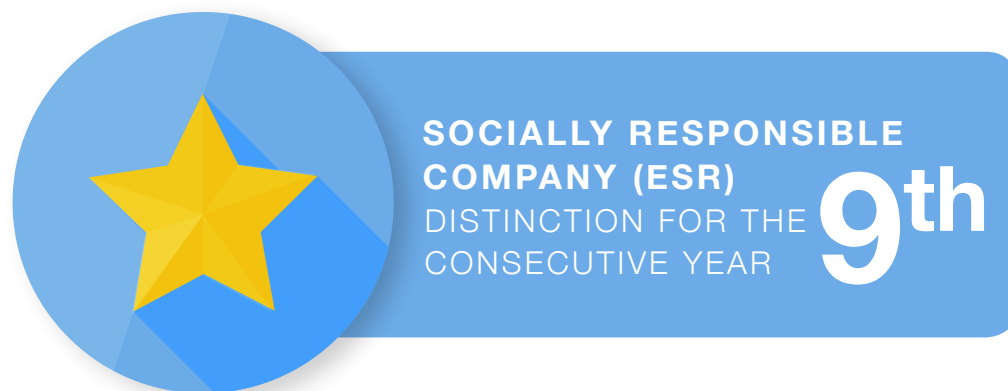 SOCIALLY RESPONSIBLE
COMPANY (ESR)
DISTINCTION FOR THE 9th
CONSECUTIVE YEAR